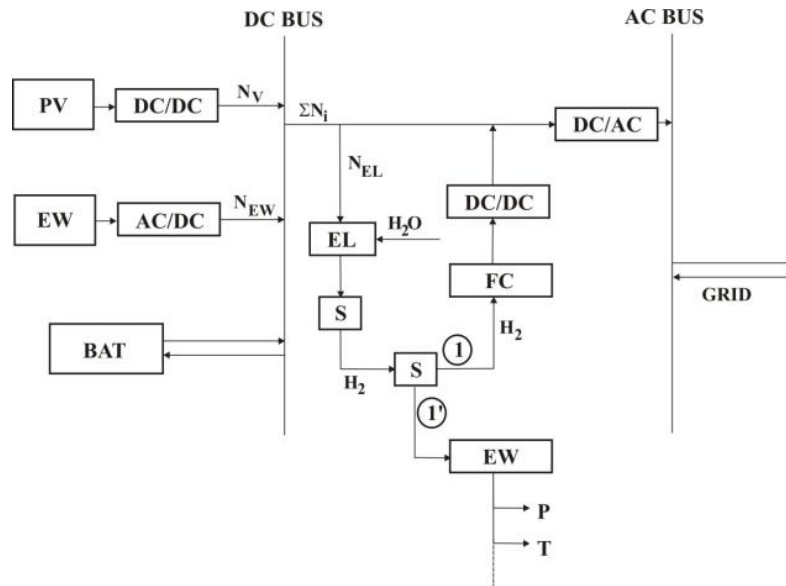 DC BUS
AC BUS
PV
DC/DC
N_V
ΣN_i
DC/AC
N_EL
EW
AC/DC
N_EW
DC/DC
EL
H₂O
FC
GRID
S
H₂
BAT
H₂
S
1
1'
EW
P
T